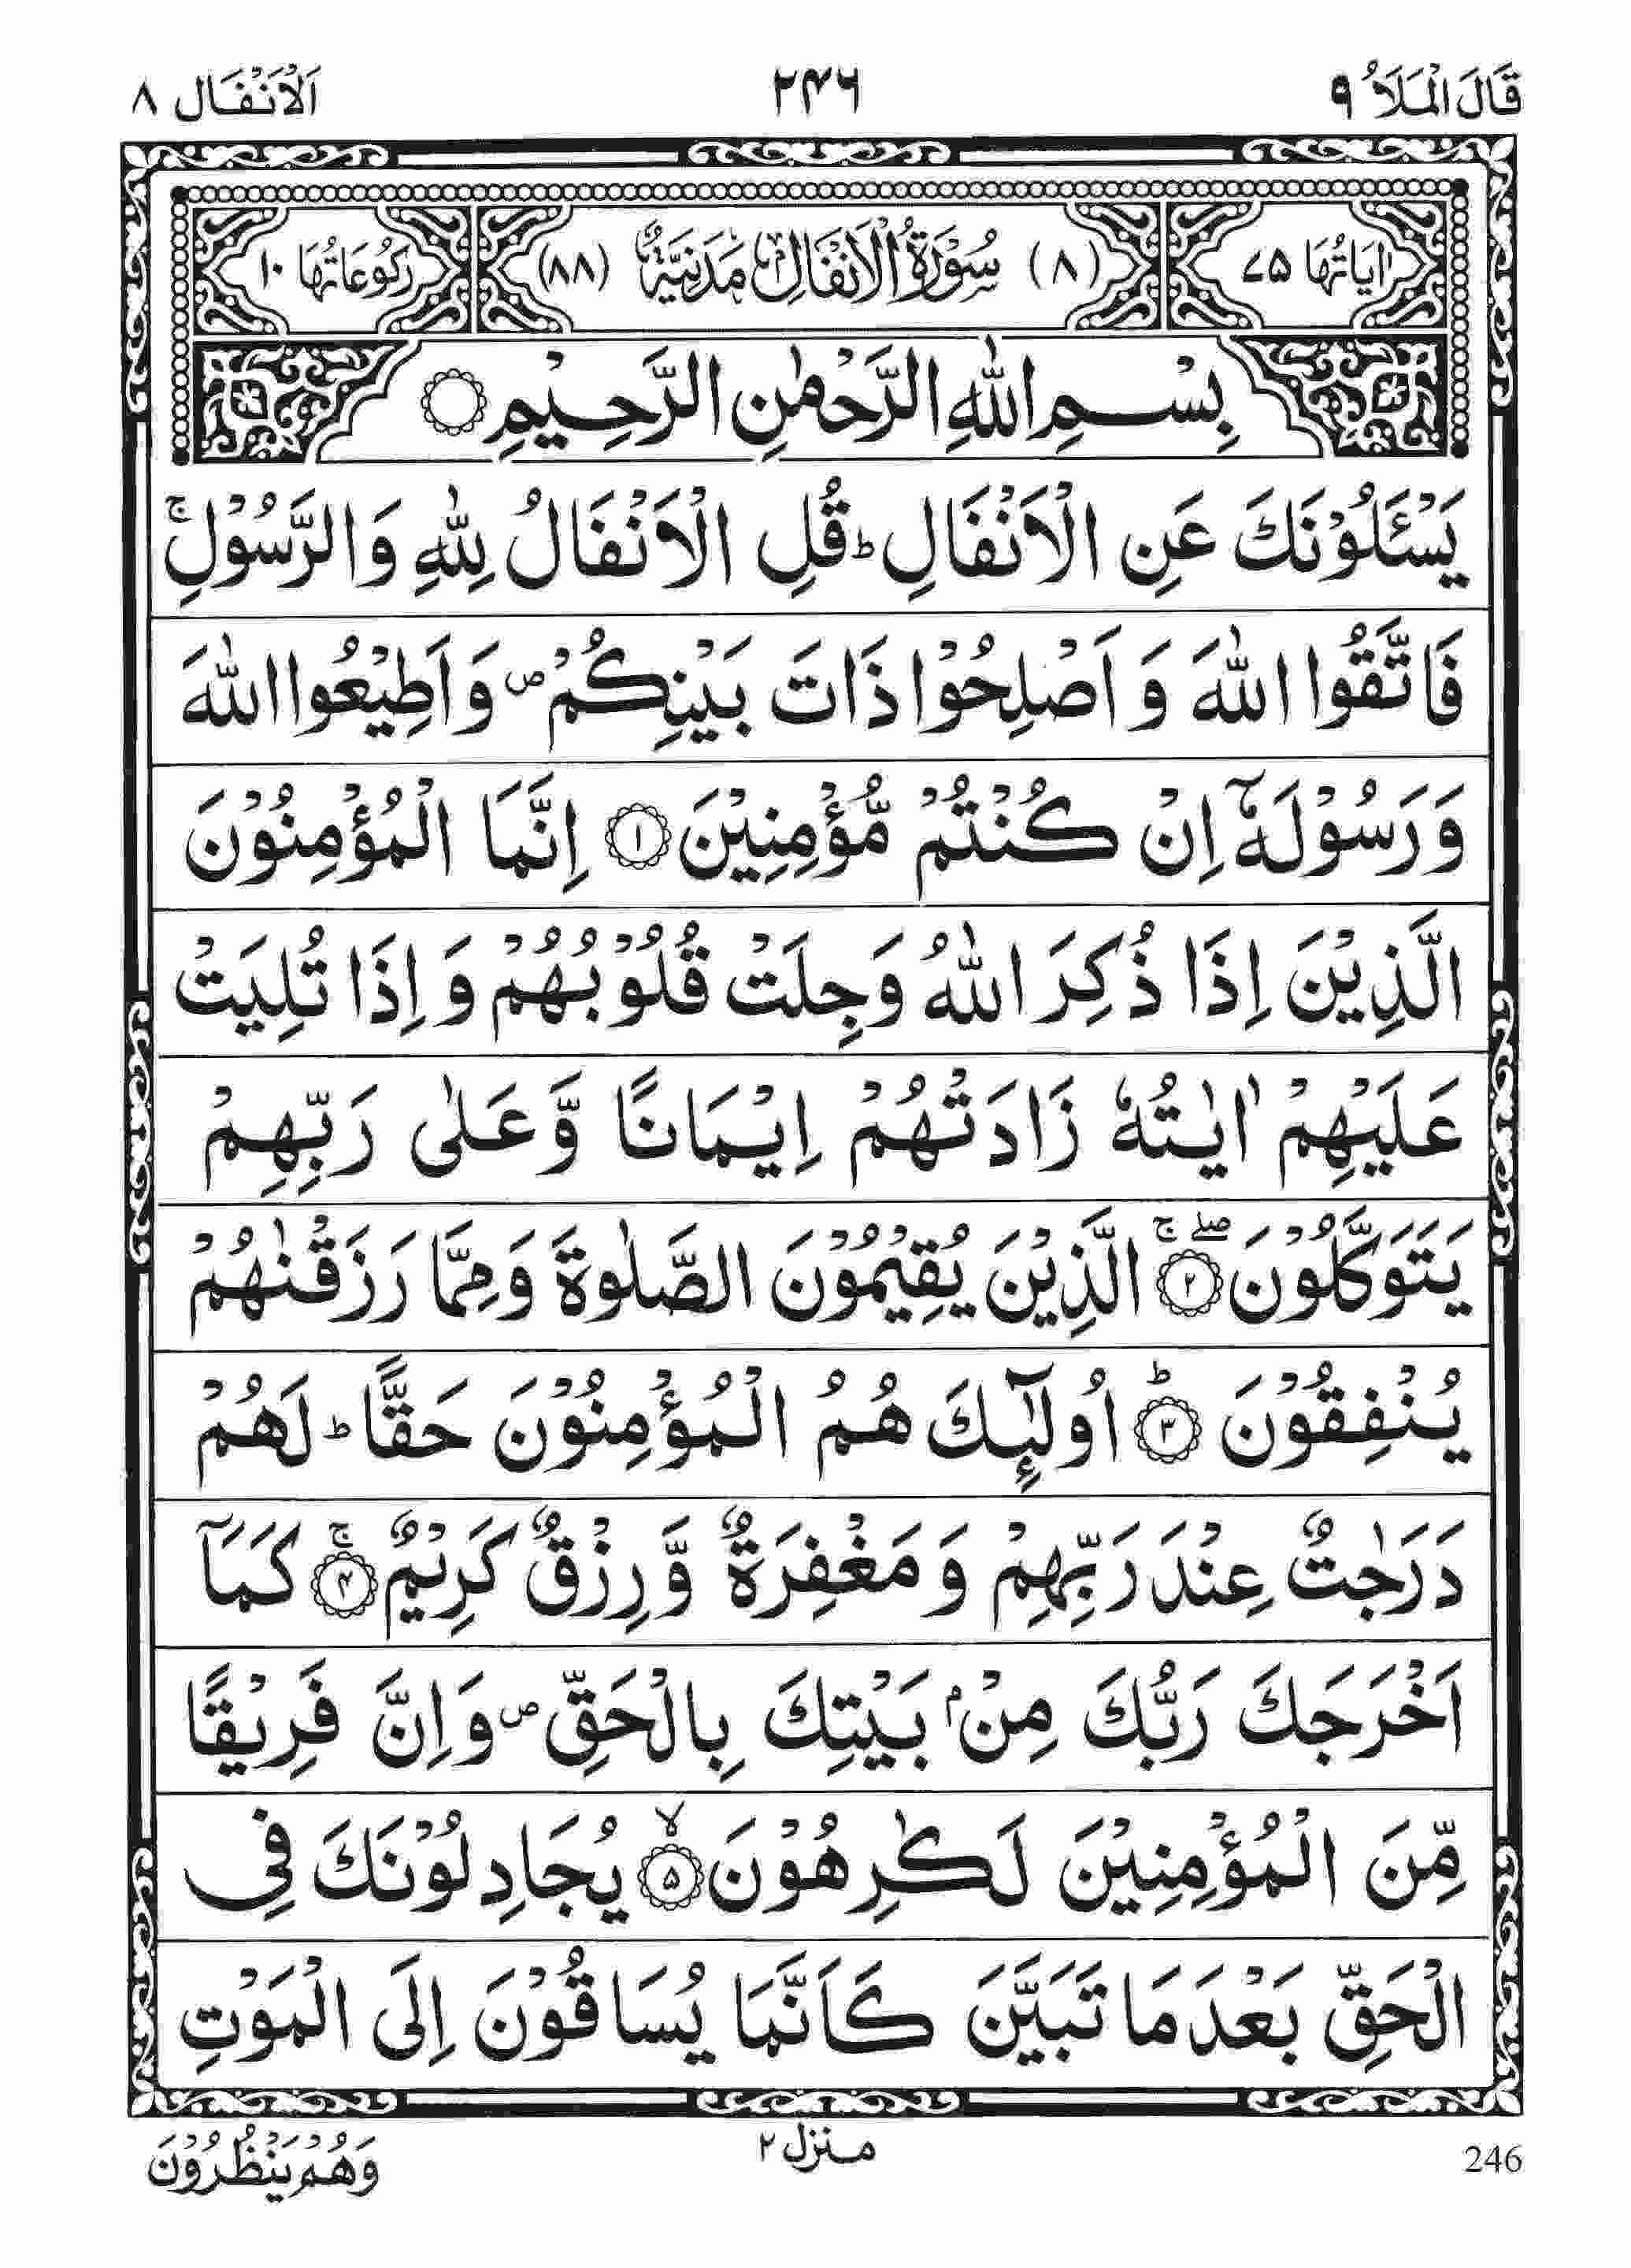 قَالَ الْمَلَاُ ٩ ٢٤٦ اَلْاَنْفَال ٨
اٰيَاتُهَا ٧٥ (٨) سُوْرَةُ الْاَنْفَالِ مَدَنِيَّةٌ (٨٨) رُكُوْعَاتُهَا ١٠
بِسْمِ اللّٰهِ الرَّحْمٰنِ الرَّحِيْمِ ۝
يَسْـَٔلُوْنَكَ عَنِ الْاَنْفَالِ ؕ قُلِ الْاَنْفَالُ لِلّٰهِ وَالرَّسُوْلِ ۚ
فَاتَّقُوا اللّٰهَ وَ اَصْلِحُوْا ذَاتَ بَيْنِكُمْ ۪ وَاَطِيْعُوا اللّٰهَ
وَرَسُوْلَهٗٓ اِنْ كُنْتُمْ مُّؤْمِنِيْنَ ۝١ اِنَّمَا الْمُؤْمِنُوْنَ
الَّذِيْنَ اِذَا ذُكِرَ اللّٰهُ وَجِلَتْ قُلُوْبُهُمْ وَ اِذَا تُلِيَتْ
عَلَيْهِمْ اٰيٰتُهٗ زَادَتْهُمْ اِيْمَانًا وَّعَلٰى رَبِّهِمْ
يَتَوَكَّلُوْنَ ۝٢ ۖۚ الَّذِيْنَ يُقِيْمُوْنَ الصَّلٰوةَ وَمِمَّا رَزَقْنٰهُمْ
يُنْفِقُوْنَ ۝٣ ؕ اُولٰٓئِكَ هُمُ الْمُؤْمِنُوْنَ حَقًّا ؕ لَهُمْ
دَرَجٰتٌ عِنْدَ رَبِّهِمْ وَ مَغْفِرَةٌ وَّ رِزْقٌ كَرِيْمٌ ۝٤ ۚ كَمَاۤ
اَخْرَجَكَ رَبُّكَ مِنْۢ بَيْتِكَ بِالْحَقِّ ۪ وَاِنَّ فَرِيْقًا
مِّنَ الْمُؤْمِنِيْنَ لَكٰرِهُوْنَ ۝٥ ۙ يُجَادِلُوْنَكَ فِى
الْحَقِّ بَعْدَ مَا تَبَيَّنَ كَاَنَّمَا يُسَاقُوْنَ اِلَى الْمَوْتِ
وَهُمْ يَنْظُرُوْنَ منزل ٢ 246